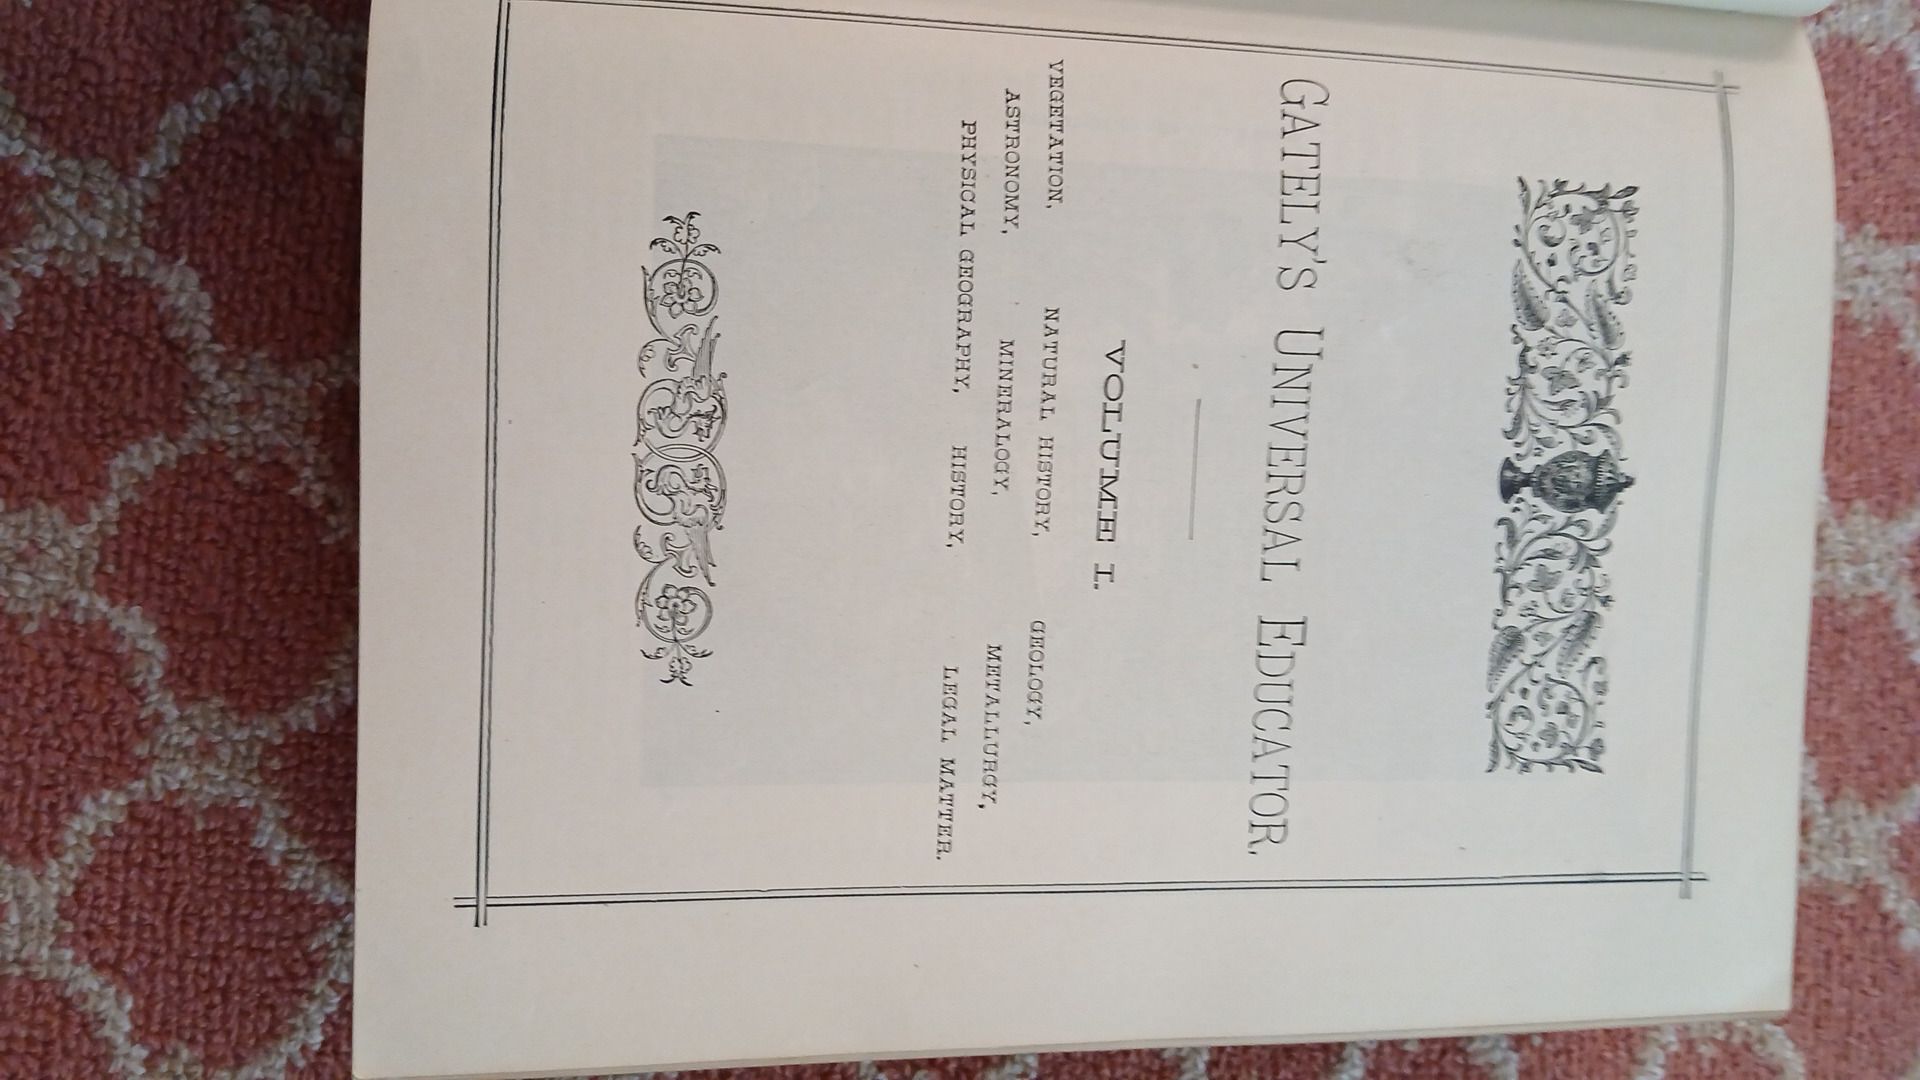 GATELY'S UNIVERSAL EDUCATOR.
VOLUME I.
VEGETATION, NATURAL HISTORY, GEOLOGY,
ASTRONOMY, MINERALOGY, METALLURGY,
PHYSICAL GEOGRAPHY, HISTORY, LEGAL MATTER.